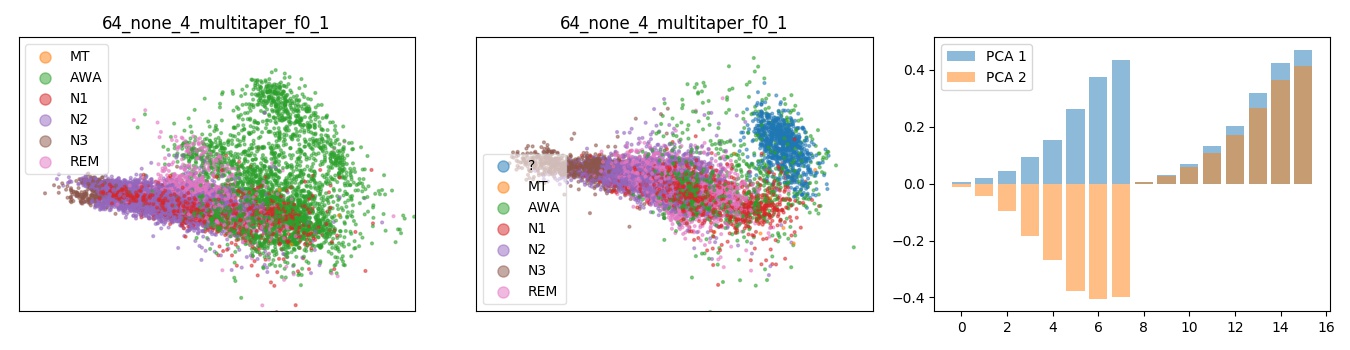 64_none_4_multitaper_f0_1
MT
AWA
N1
N2
N3
REM
64_none_4_multitaper_f0_1
?
MT
AWA
N1
N2
N3
REM
PCA 1
PCA 2
0.4
0.2
0.0
−0.2
−0.4
0 2 4 6 8 10 12 14 16